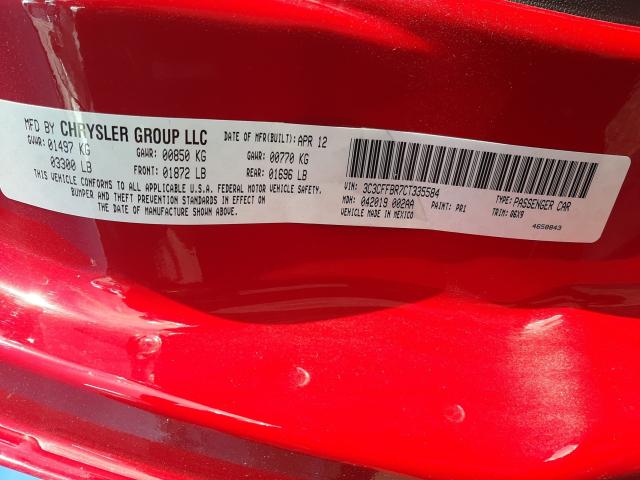 MFD BY CHRYSLER GROUP LLC DATE OF MFR(BUILT): APR 12
GVWR: 01497 KG GAWR: 00850 KG 00770 KG
03300 LB FRONT: 01872 LB REAR: 01696 LB
THIS VEHICLE CONFORMS TO ALL APPLICABLE U.S.A. FEDERAL MOTOR VEHICLE SAFETY,
BUMPER AND THEFT PREVENTION STANDARDS IN EFFECT ON
THE DATE OF MANUFACTURE SHOWN ABOVE.
VIN: 3C3CFFBR7CT335584 TYPE: PASSENGER CAR
MDH: 042019 002AA PAINT: PR1 TRIM: 06X9
VEHICLE MADE IN MEXICO
4650843